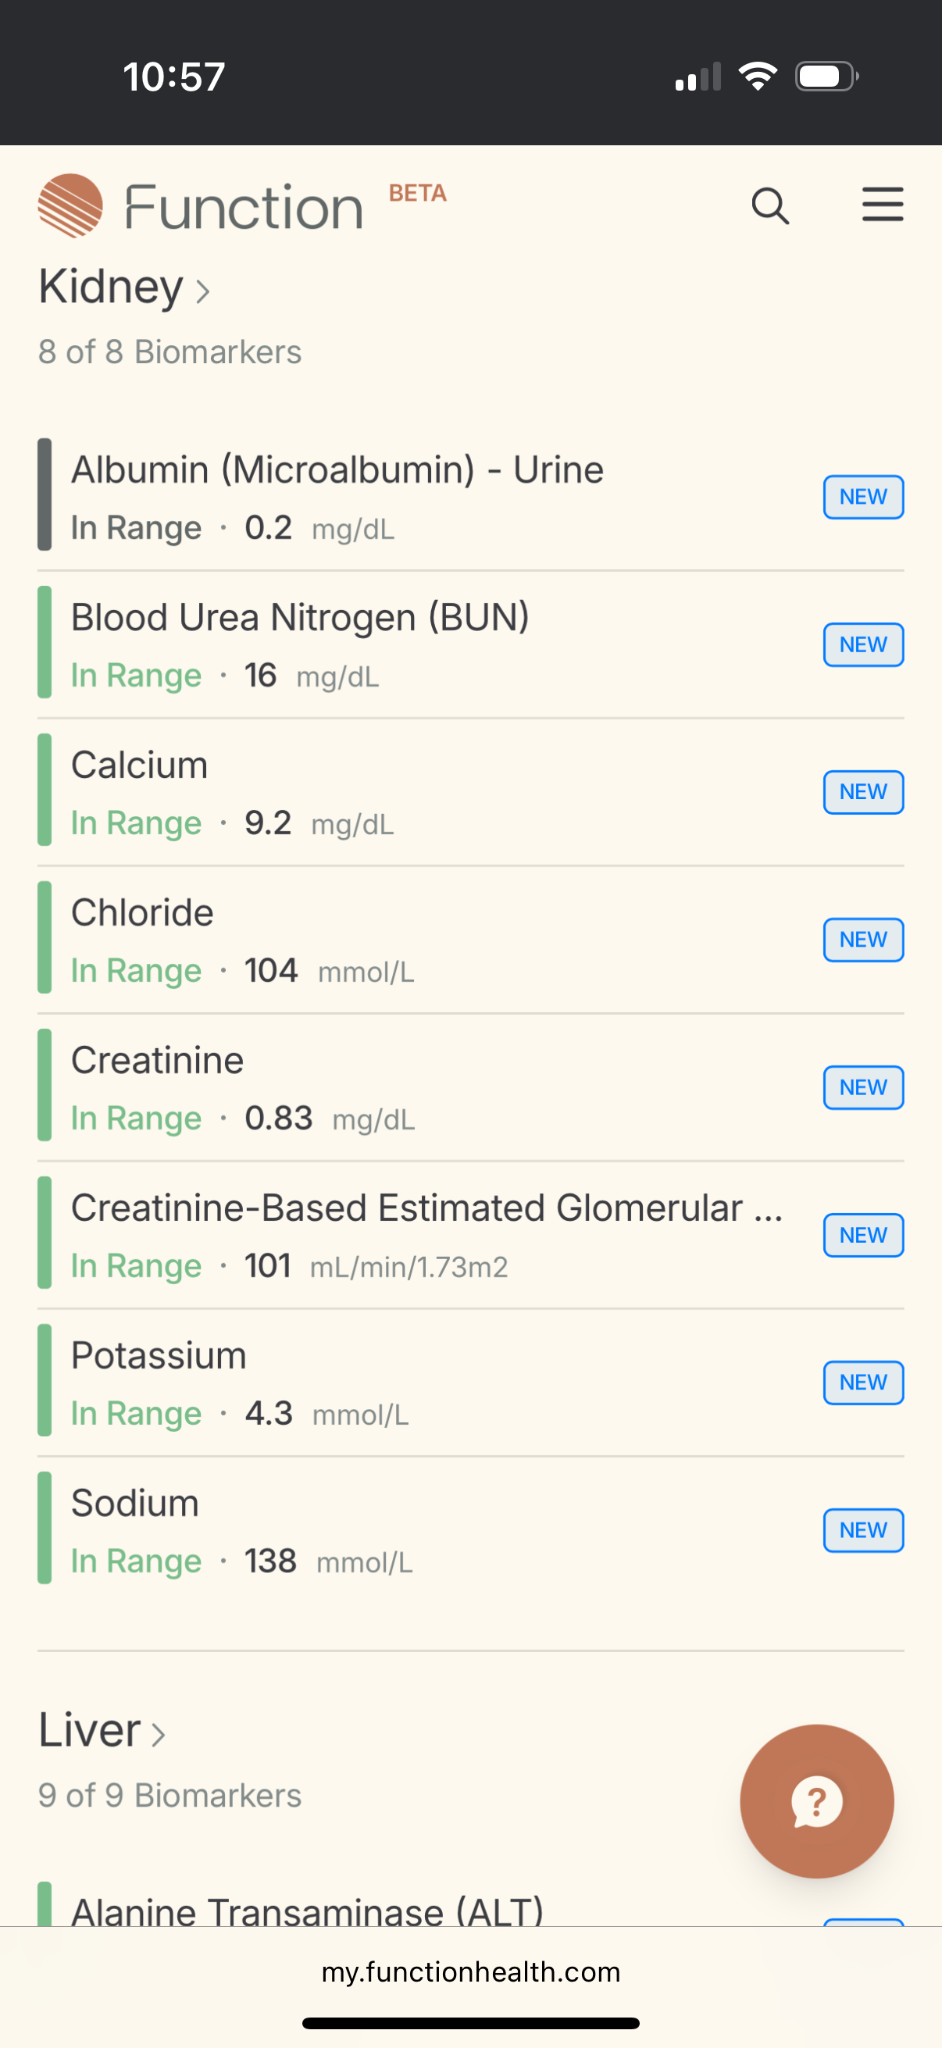 10:57
Function BETA
Kidney >
8 of 8 Biomarkers
Albumin (Microalbumin) - Urine
In Range · 0.2 mg/dL
NEW
Blood Urea Nitrogen (BUN)
In Range · 16 mg/dL
NEW
Calcium
In Range · 9.2 mg/dL
NEW
Chloride
In Range · 104 mmol/L
NEW
Creatinine
In Range · 0.83 mg/dL
NEW
Creatinine-Based Estimated Glomerular ...
In Range · 101 mL/min/1.73m2
NEW
Potassium
In Range · 4.3 mmol/L
NEW
Sodium
In Range · 138 mmol/L
NEW
Liver >
9 of 9 Biomarkers
?
Alanine Transaminase (ALT)
my.functionhealth.com